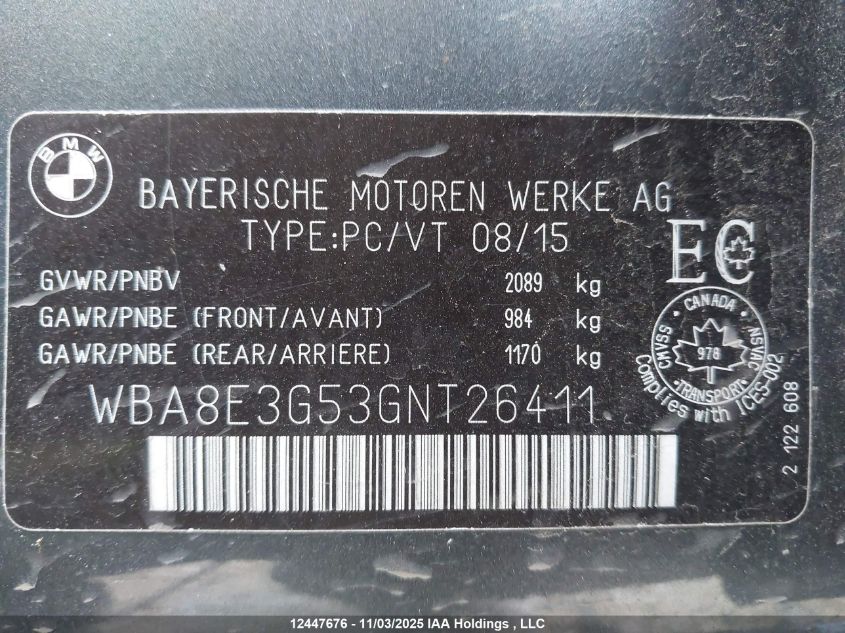 BMW
BAYERISCHE MOTOREN WERKE AG
TYPE:PC/VT 08/15
EC
GVWR/PNBV 2089 kg
GAWR/PNBE (FRONT/AVANT) 984 kg
GAWR/PNBE (REAR/ARRIERE) 1170 kg
CANADA
CMVSS
NSVAC
978
TRANSPORT
Complies with ICES-002
WBA8E3G53GNT26411
2 122 608
12447676 - 11/03/2025 IAA Holdings , LLC